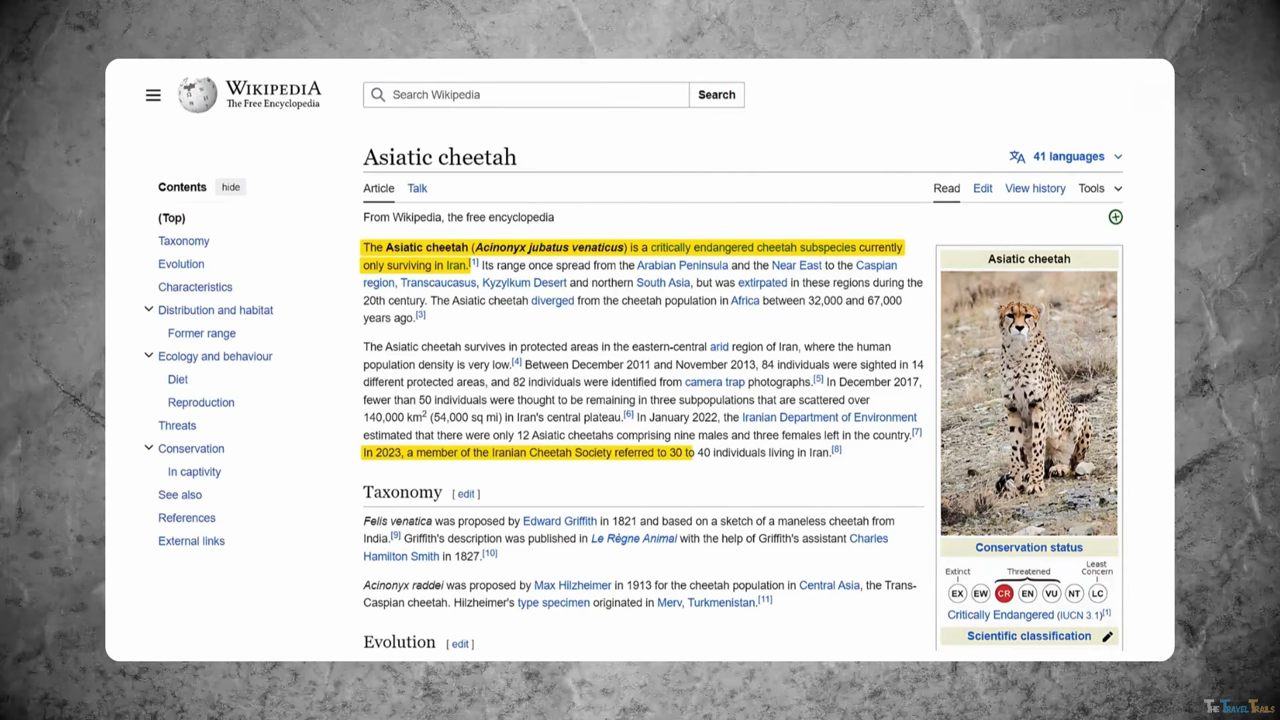 WIKIPEDIA
The Free Encyclopedia
Search Wikipedia
Search
Contents
hide
(Top)
Taxonomy
Evolution
Characteristics
Distribution and habitat
Former range
Ecology and behaviour
Diet
Reproduction
Threats
Conservation
In captivity
See also
References
External links
Asiatic cheetah
41 languages
Article Talk
Read Edit View history Tools
From Wikipedia, the free encyclopedia
The Asiatic cheetah (Acinonyx jubatus venaticus) is a critically endangered cheetah subspecies currently
only surviving in Iran.[1] Its range once spread from the Arabian Peninsula and the Near East to the Caspian
region, Transcaucasus, Kyzylkum Desert and northern South Asia, but was extirpated in these regions during the
20th century. The Asiatic cheetah diverged from the cheetah population in Africa between 32,000 and 67,000
years ago.[3]
The Asiatic cheetah survives in protected areas in the eastern-central arid region of Iran, where the human
population density is very low.[4] Between December 2011 and November 2013, 84 individuals were sighted in 14
different protected areas, and 82 individuals were identified from camera trap photographs.[5] In December 2017,
fewer than 50 individuals were thought to be remaining in three subpopulations that are scattered over
140,000 km² (54,000 sq mi) in Iran's central plateau.[6] In January 2022, the Iranian Department of Environment
estimated that there were only 12 Asiatic cheetahs comprising nine males and three females left in the country.[7]
In 2023, a member of the Iranian Cheetah Society referred to 30 to 40 individuals living in Iran.[8]
Taxonomy [ edit ]
Felis venatica was proposed by Edward Griffith in 1821 and based on a sketch of a maneless cheetah from
India.[9] Griffith's description was published in Le Règne Animal with the help of Griffith's assistant Charles
Hamilton Smith in 1827.[10]
Acinonyx raddei was proposed by Max Hilzheimer in 1913 for the cheetah population in Central Asia, the Trans-
Caspian cheetah. Hilzheimer's type specimen originated in Merv, Turkmenistan.[11]
Evolution [ edit ]
Asiatic cheetah
Conservation status
Extinct Threatened Least
Concern
EX EW CR EN VU NT LC
Critically Endangered (IUCN 3.1)[1]
Scientific classification
THE TRAVEL TRAILS